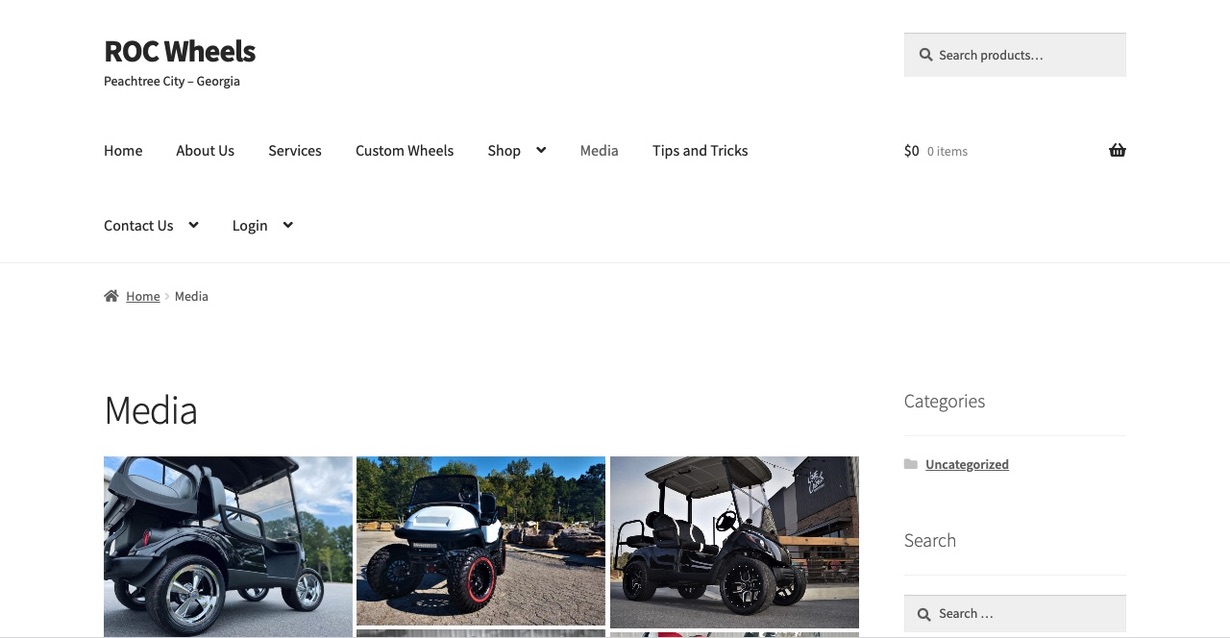 ROC Wheels
Peachtree City – Georgia
Search products…
Home About Us Services Custom Wheels Shop Media Tips and Tricks
$0 0 items
Contact Us Login
Home Media
Media
Categories
Uncategorized
Search
Search …